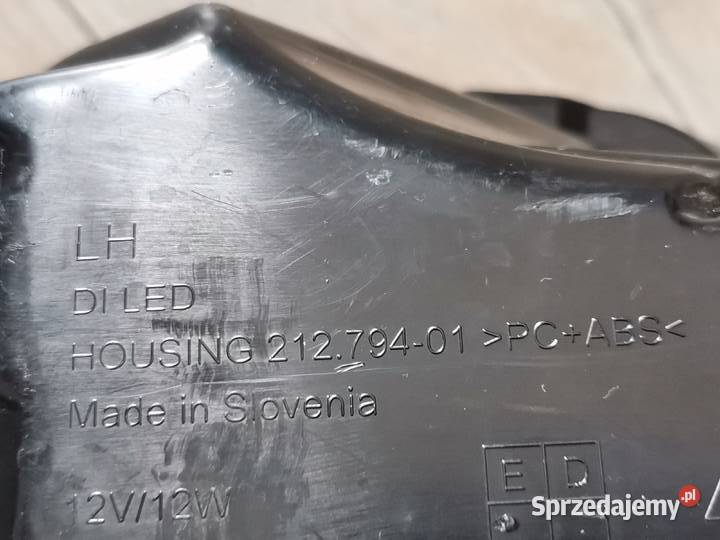 LH
DI LED
HOUSING 212.794-01 >PC+ABS<
Made in Slovenia
12V/12W
E D
Sprzedajemy.pl